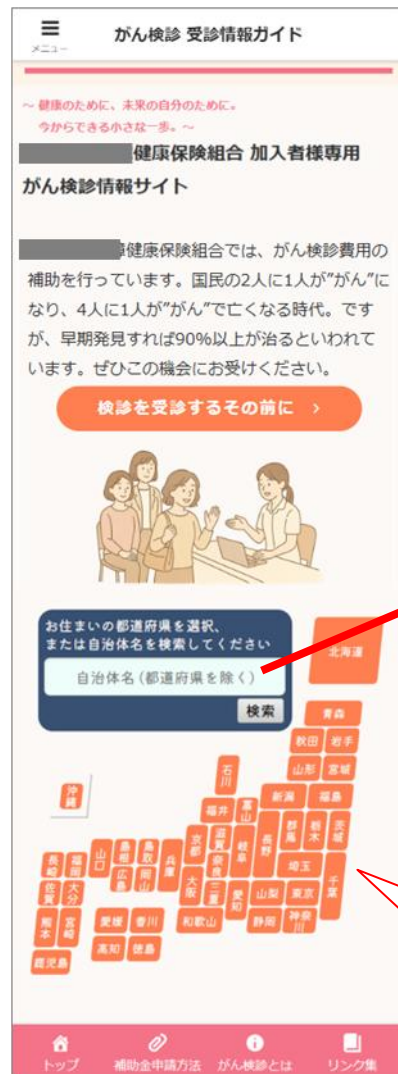 メニュー
がん検診 受診情報ガイド
～ 健康のために、未来の自分のために。
今からできる小さな一歩。～
健康保険組合 加入者様専用
がん検診情報サイト
健康保険組合では、がん検診費用の
補助を行っています。国民の2人に1人が”がん”に
なり、4人に1人が”がん”で亡くなる時代。です
が、早期発見すれば90%以上が治るといわれて
います。ぜひこの機会にお受けください。
検診を受診するその前に ›
お住まいの都道府県を選択、
または自治体名を検索してください
自治体名(都道府県を除く)
検索
北海道
青森
秋田 岩手
山形 宮城
石川
新潟 福島
沖縄
福井 富山
長野 群馬 栃木 茨城
京都 滋賀 岐阜
長崎 福岡 山口 島根 鳥取 兵庫
奈良 埼玉 千葉
佐賀 大分 広島 岡山
大阪 三重 愛知 山梨 東京
熊本 宮崎 愛媛 香川 和歌山 静岡 神奈川
高知 徳島
鹿児島
トップ 補助金申請方法 がん検診とは リンク集